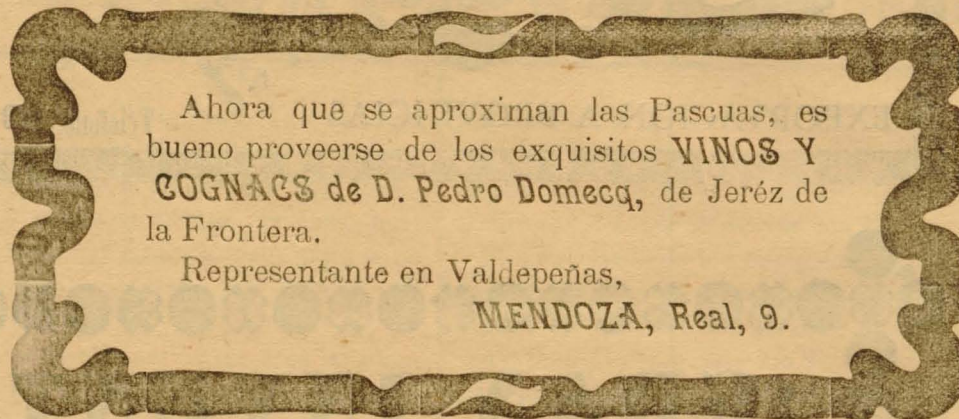 Ahora que se aproximan las Pascuas, es
bueno proveerse de los exquisitos VINOS Y
COGNACS de D. Pedro Domecq, de Jeréz de
la Frontera.
Representante en Valdepeñas,
MENDOZA, Real, 9.